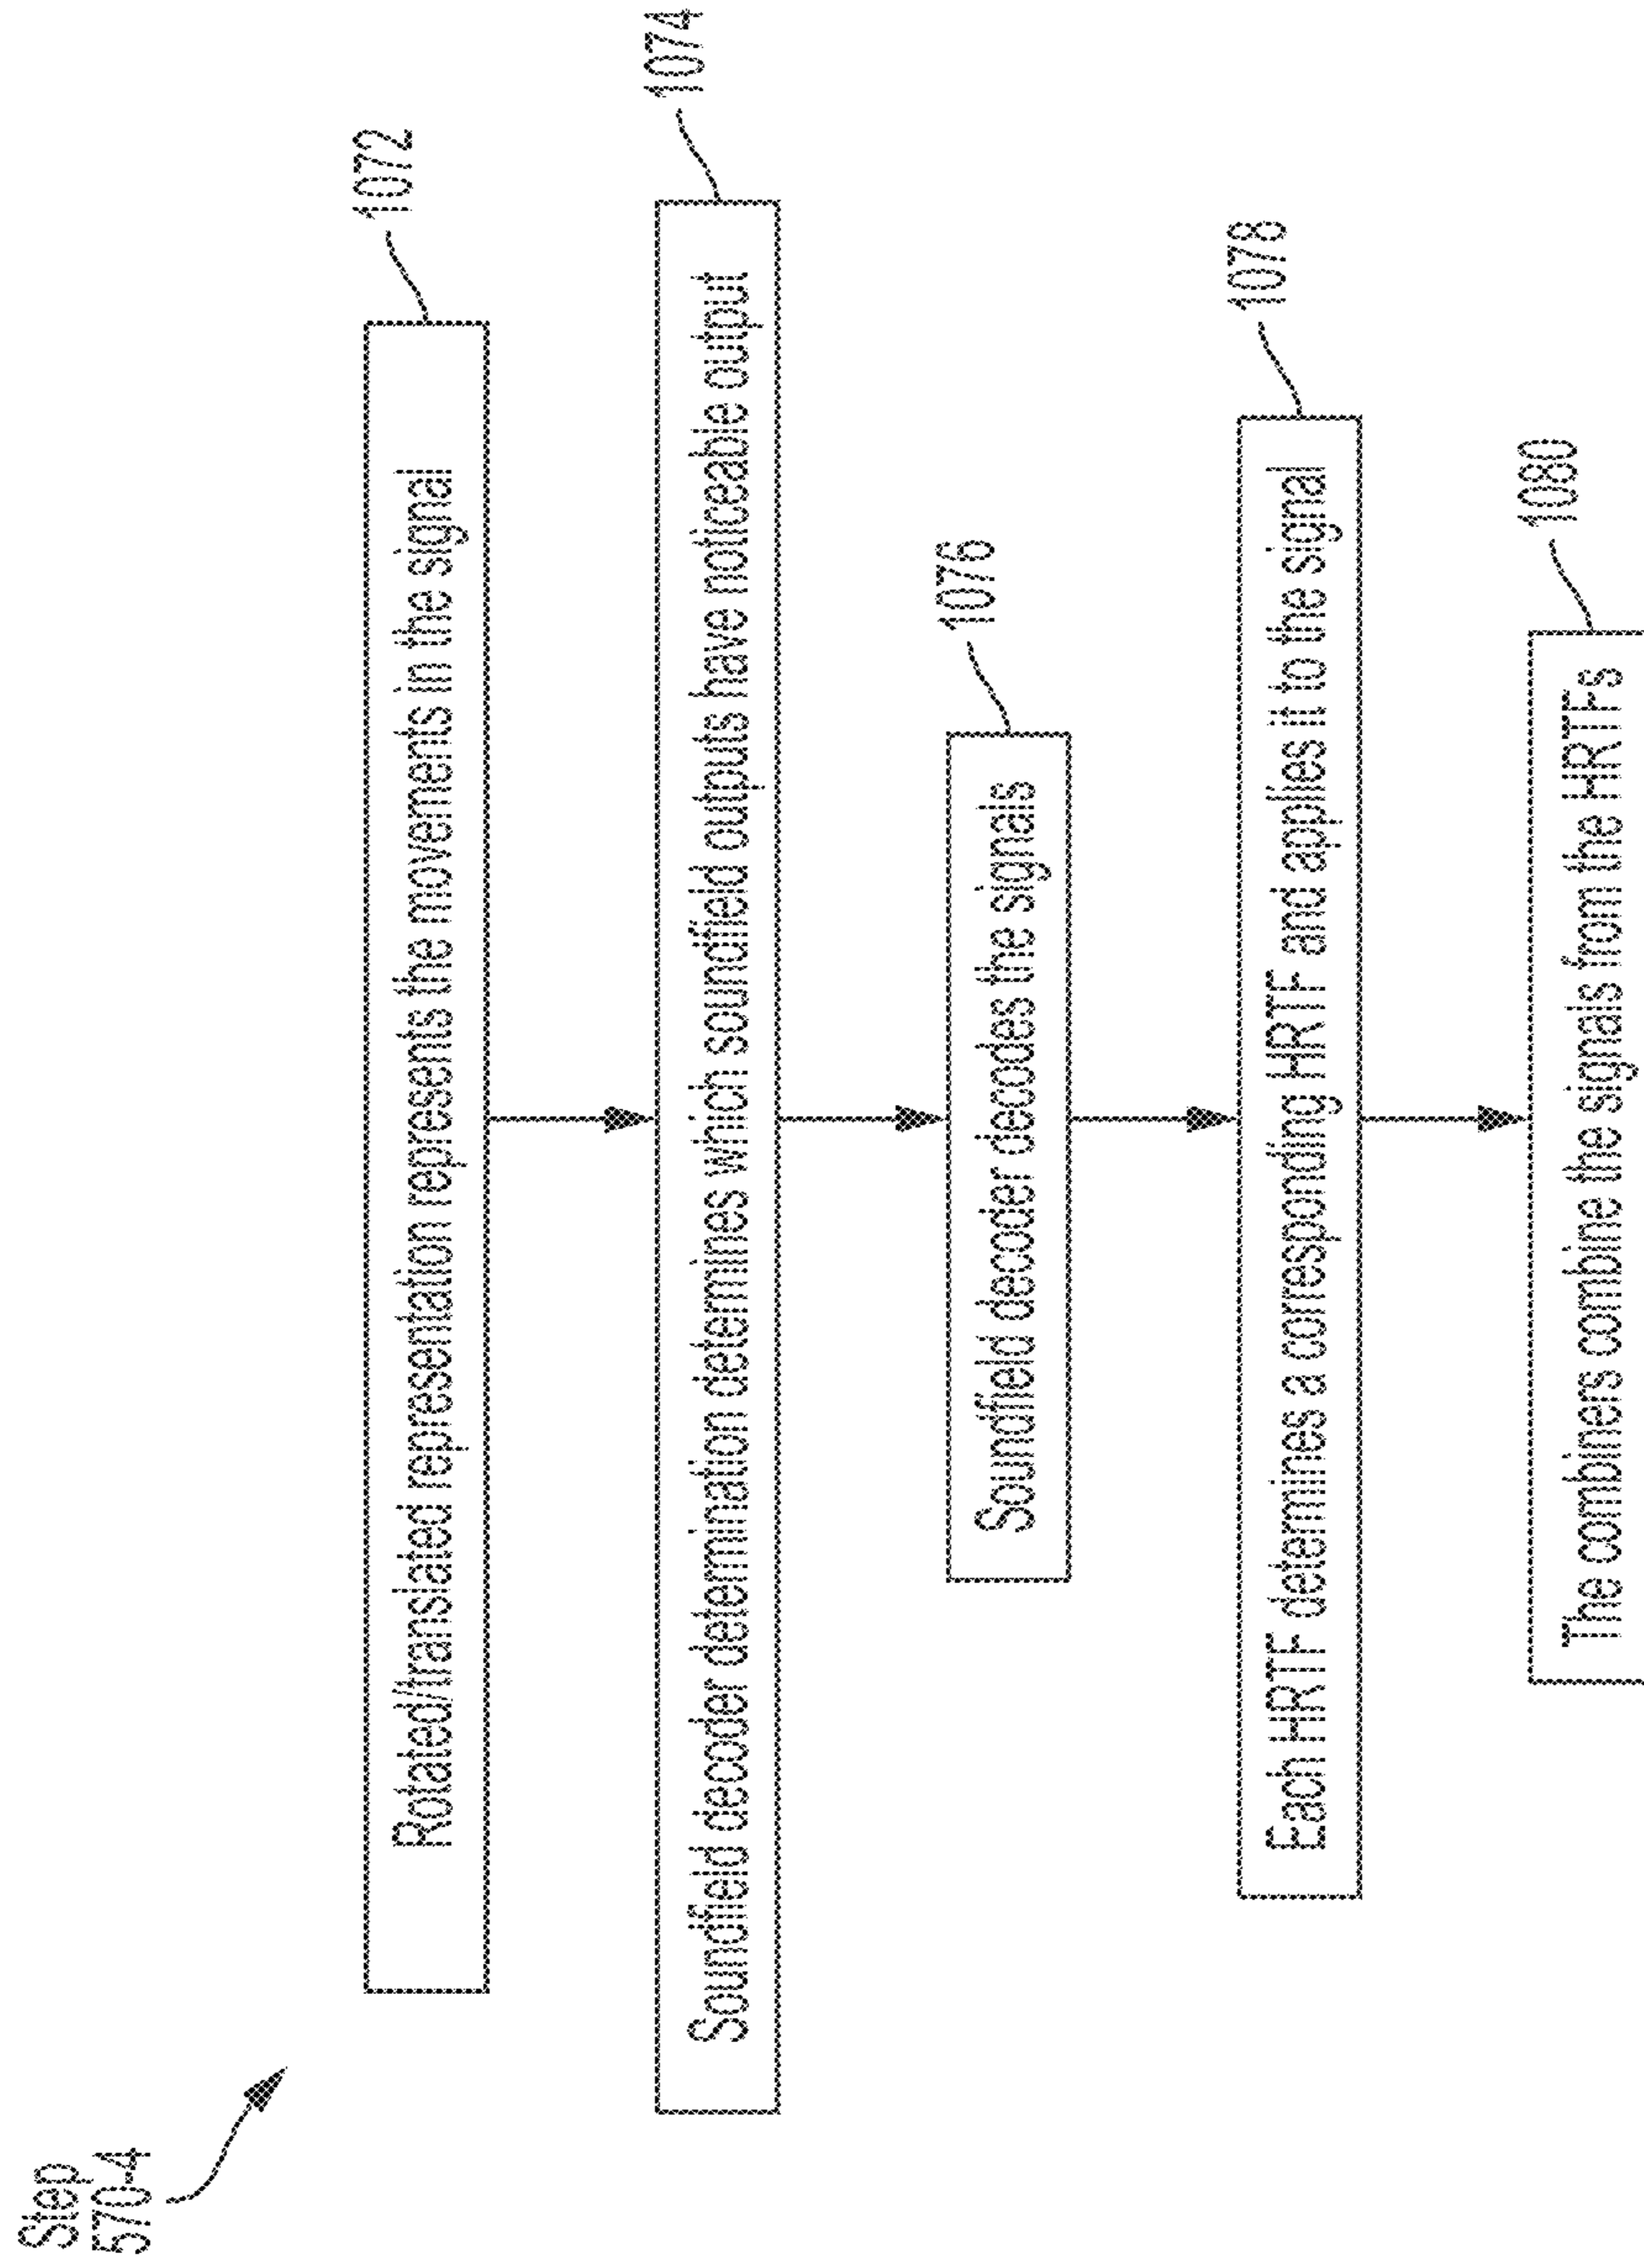 Step
570-4
1072
Rotated/translated representation represents the movements in the signal
1074
Soundfield decoder determination determines which soundfield outputs have noticeable output
1076
Soundfield decoder decodes the signals
1078
Each HRTF determines a corresponding HRTF and applies it to the signal
1080
The combiners combine the signals from the HRTFs